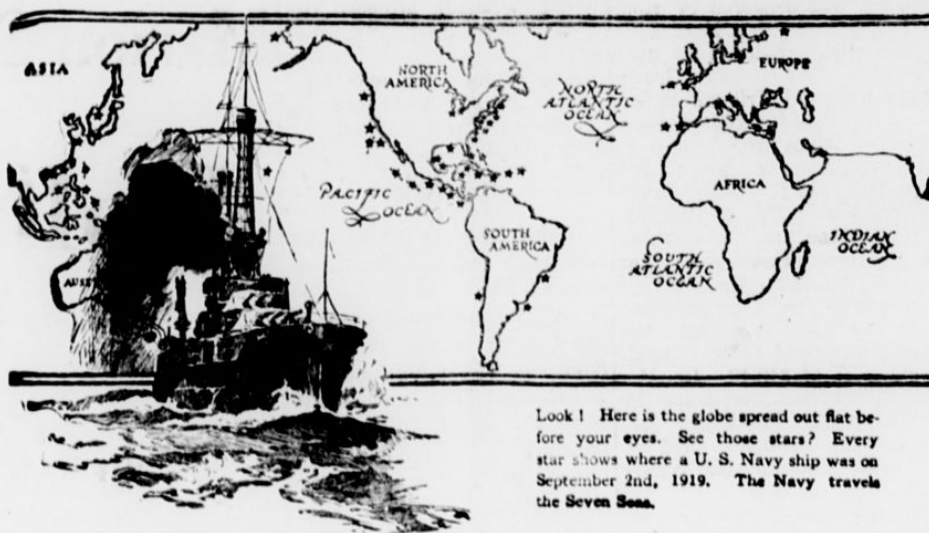 ASIA
NORTH
AMERICA
NORTH
ATLANTIC
OCEAN
EUROPE
PACIFIC
OCEAN
AFRICA
SOUTH
AMERICA
SOUTH
ATLANTIC
OCEAN
INDIAN
OCEAN
AUS
Look! Here is the globe spread out flat be-
fore your eyes. See those stars? Every
star shows where a U. S. Navy ship was on
September 2nd, 1919. The Navy travels
the Seven Seas.